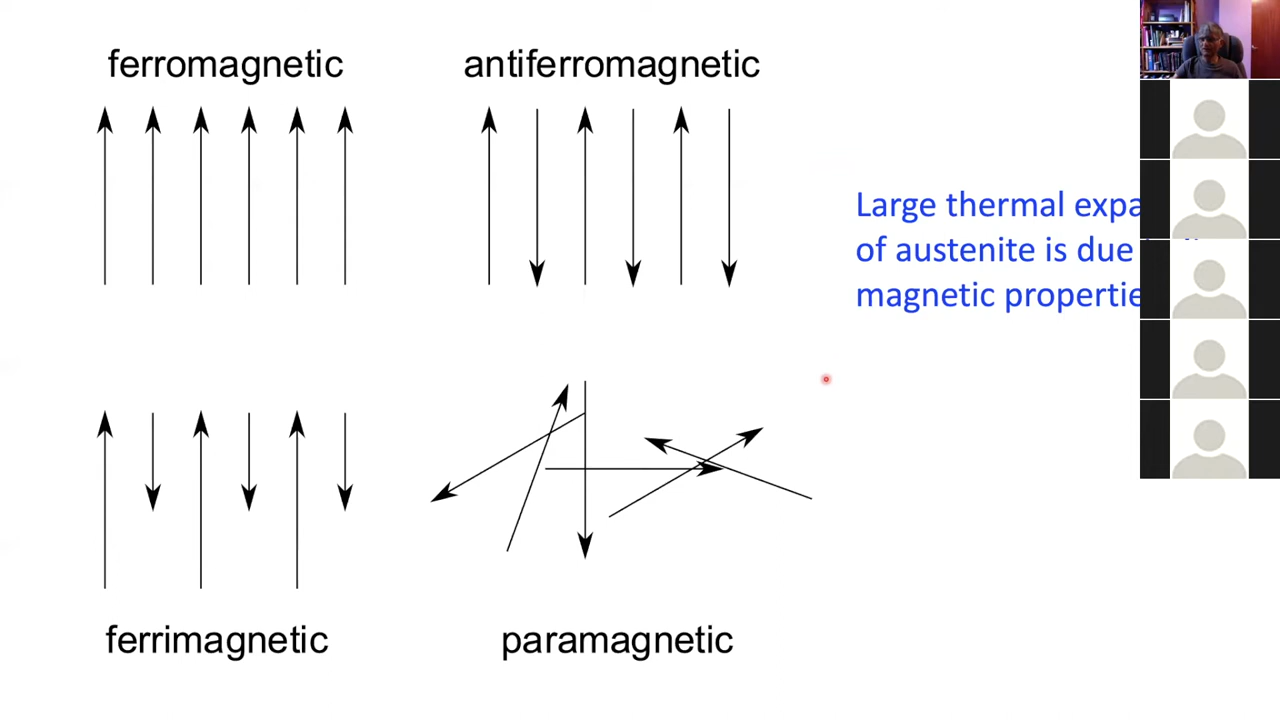 ferromagnetic
antiferromagnetic
Large thermal expa
of austenite is due
magnetic propertie
ferrimagnetic
paramagnetic